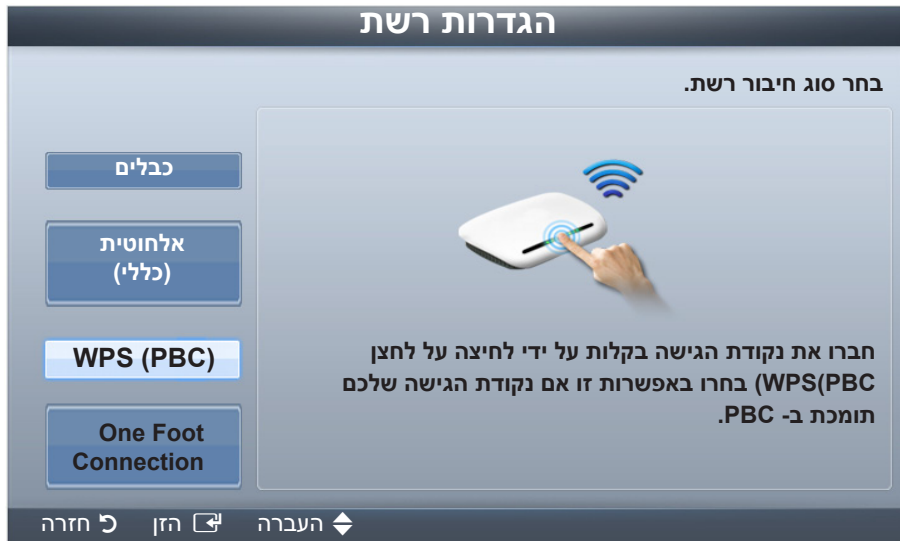 הגדרות רשת
בחר סוג חיבור רשת.
כבלים
אלחוטית
(כללי)
WPS (PBC)
One Foot
Connection
חברו את נקודת הגישה בקלות על ידי לחיצה על לחצן
WPS(PBC) בחרו באפשרות זו אם נקודת הגישה שלכם
תומכת ב- PBC.
העברה הזן חזרה